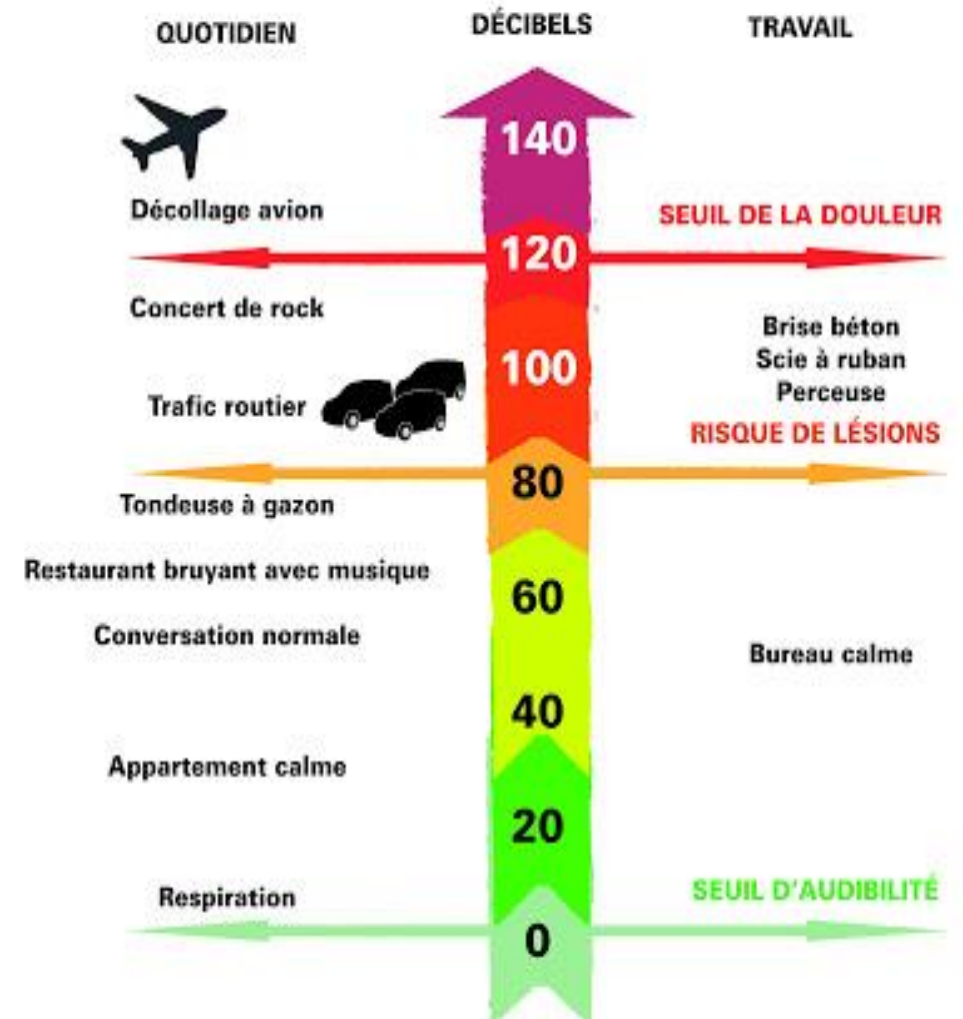 QUOTIDIEN
DÉCIBELS
TRAVAIL
140
Décollage avion
SEUIL DE LA DOULEUR
120
Concert de rock
Brise béton
Scie à ruban
Perceuse
100
Trafic routier
RISQUE DE LÉSIONS
80
Tondeuse à gazon
Restaurant bruyant avec musique
60
Conversation normale
Bureau calme
40
Appartement calme
20
Respiration
SEUIL D'AUDIBILITÉ
0